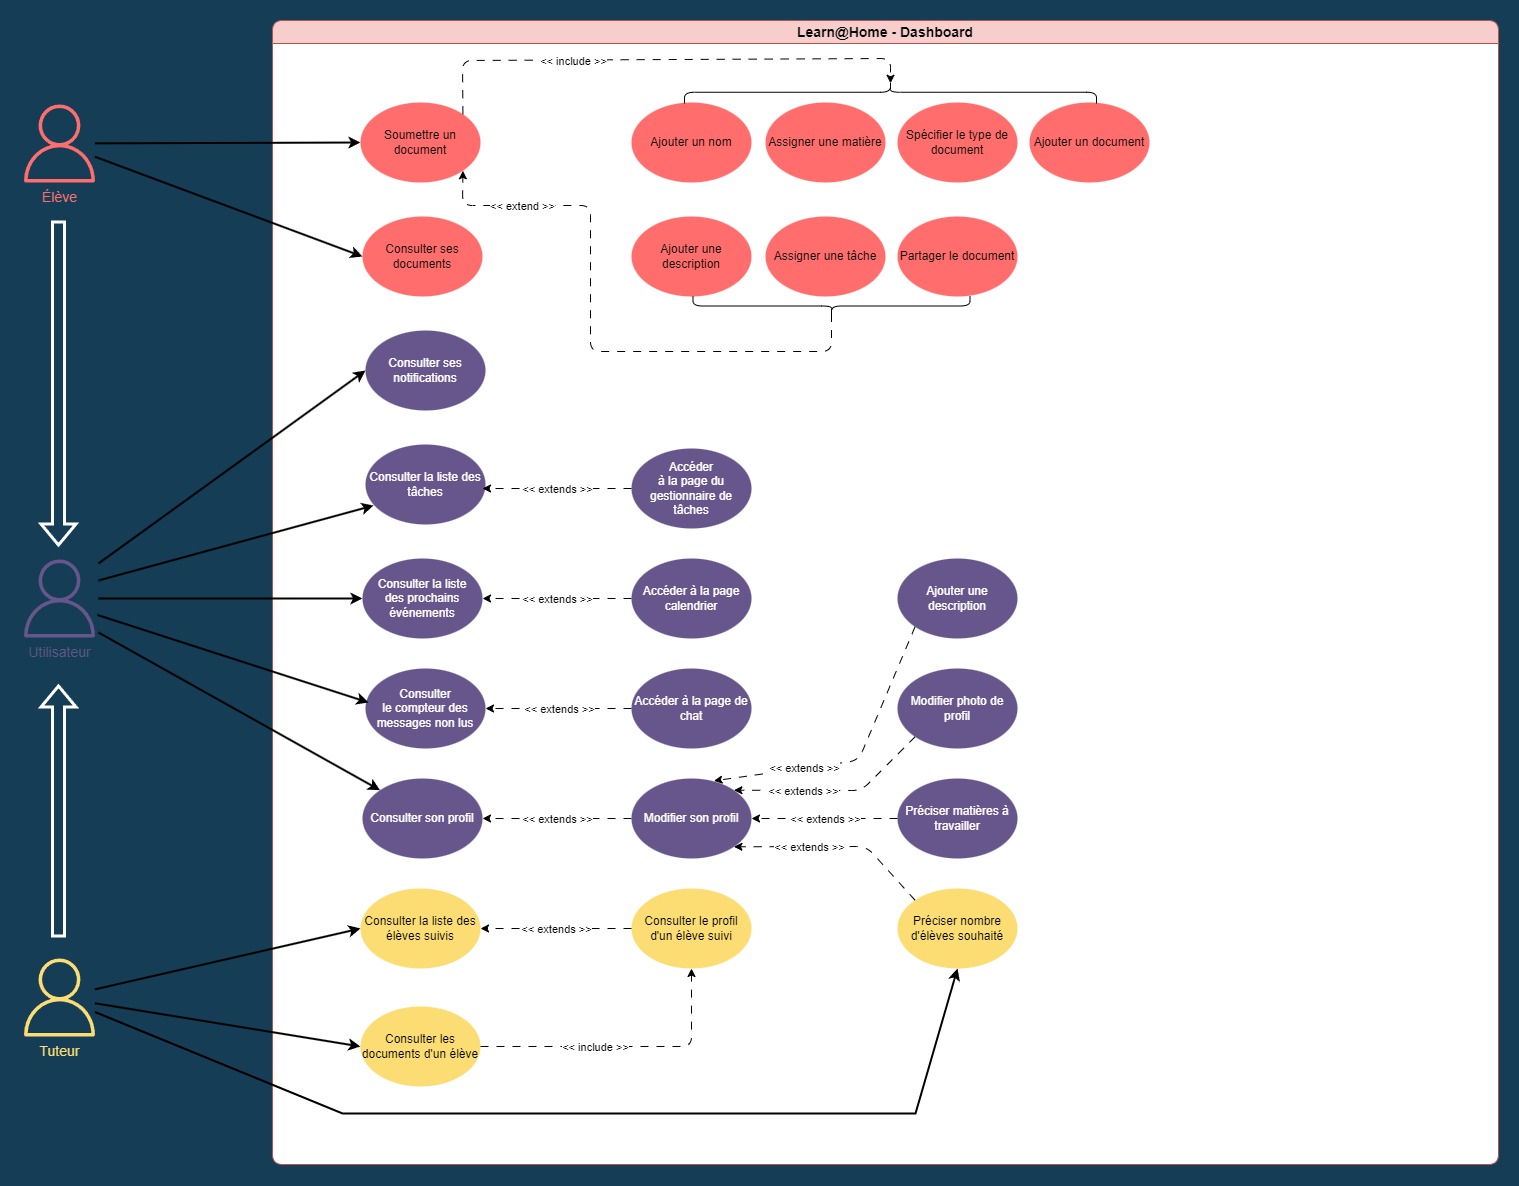 Learn@Home - Dashboard
<< include >>
Soumettre un
document
Ajouter un nom
Assigner une matière
Spécifier le type de
document
Ajouter un document
Élève
<< extend >>
Consulter ses
documents
Ajouter une
description
Assigner une tâche
Partager le document
Consulter ses
notifications
Consulter la liste des
tâches
<< extends >>
Accéder
à la page du
gestionnaire de
tâches
Consulter la liste
des prochains
événements
<< extends >>
Accéder à la page
calendrier
Ajouter une
description
Utilisateur
Consulter
le compteur des
messages non lus
<< extends >>
Accéder à la page de
chat
Modifier photo de
profil
<< extends >>
<< extends >>
Consulter son profil
<< extends >>
Modifier son profil
<< extends >>
Préciser matières à
travailler
<< extends >>
Consulter la liste des
élèves suivis
<< extends >>
Consulter le profil
d'un élève suivi
Préciser nombre
d'élèves souhaité
Tuteur
Consulter les
documents d'un élève
<< include >>